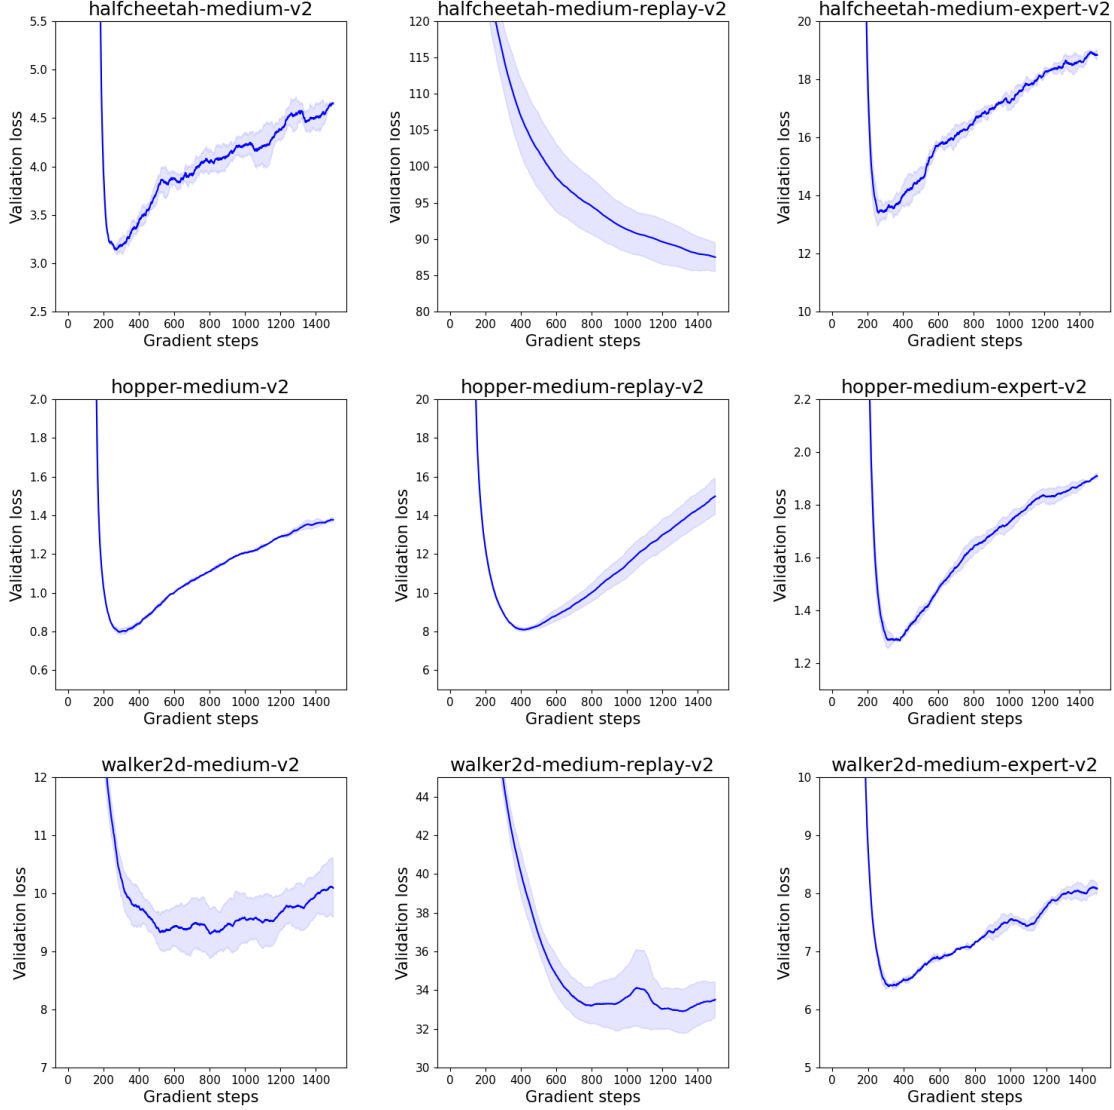 halfcheetah-medium-v2
5.5
5.0
4.5
4.0
3.5
3.0
2.5
Validation loss
0 200 400 600 800 1000 1200 1400
Gradient steps
halfcheetah-medium-replay-v2
120
115
110
105
100
95
90
85
80
Validation loss
0 200 400 600 800 1000 1200 1400
Gradient steps
halfcheetah-medium-expert-v2
20
18
16
14
12
10
Validation loss
0 200 400 600 800 1000 1200 1400
Gradient steps
hopper-medium-v2
2.0
1.8
1.6
1.4
1.2
1.0
0.8
0.6
Validation loss
0 200 400 600 800 1000 1200 1400
Gradient steps
hopper-medium-replay-v2
20
18
16
14
12
10
8
6
Validation loss
0 200 400 600 800 1000 1200 1400
Gradient steps
hopper-medium-expert-v2
2.2
2.0
1.8
1.6
1.4
1.2
Validation loss
0 200 400 600 800 1000 1200 1400
Gradient steps
walker2d-medium-v2
12
11
10
9
8
7
Validation loss
0 200 400 600 800 1000 1200 1400
Gradient steps
walker2d-medium-replay-v2
44
42
40
38
36
34
32
30
Validation loss
0 200 400 600 800 1000 1200 1400
Gradient steps
walker2d-medium-expert-v2
10
9
8
7
6
5
Validation loss
0 200 400 600 800 1000 1200 1400
Gradient steps